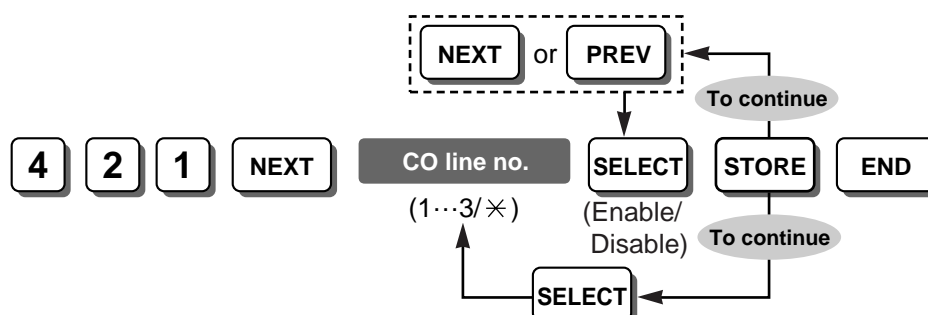 NEXT or PREV
To continue
4 2 1 NEXT CO line no. SELECT STORE END
(1···3/✳)
(Enable/
Disable)
To continue
SELECT